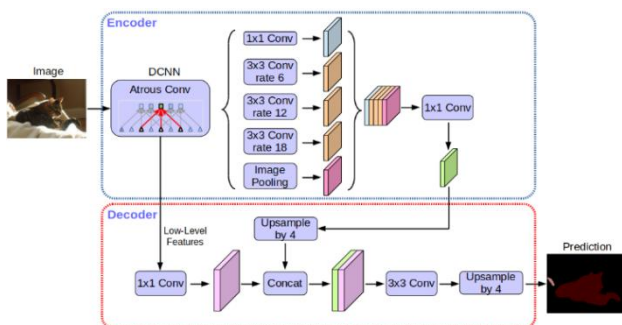 Encoder
Image
DCNN
Atrous Conv
1x1 Conv
3x3 Conv
rate 6
3x3 Conv
rate 12
3x3 Conv
rate 18
Image
Pooling
1x1 Conv
Decoder
Low-Level
Features
Upsample
by 4
1x1 Conv
Concat
3x3 Conv
Upsample
by 4
Prediction